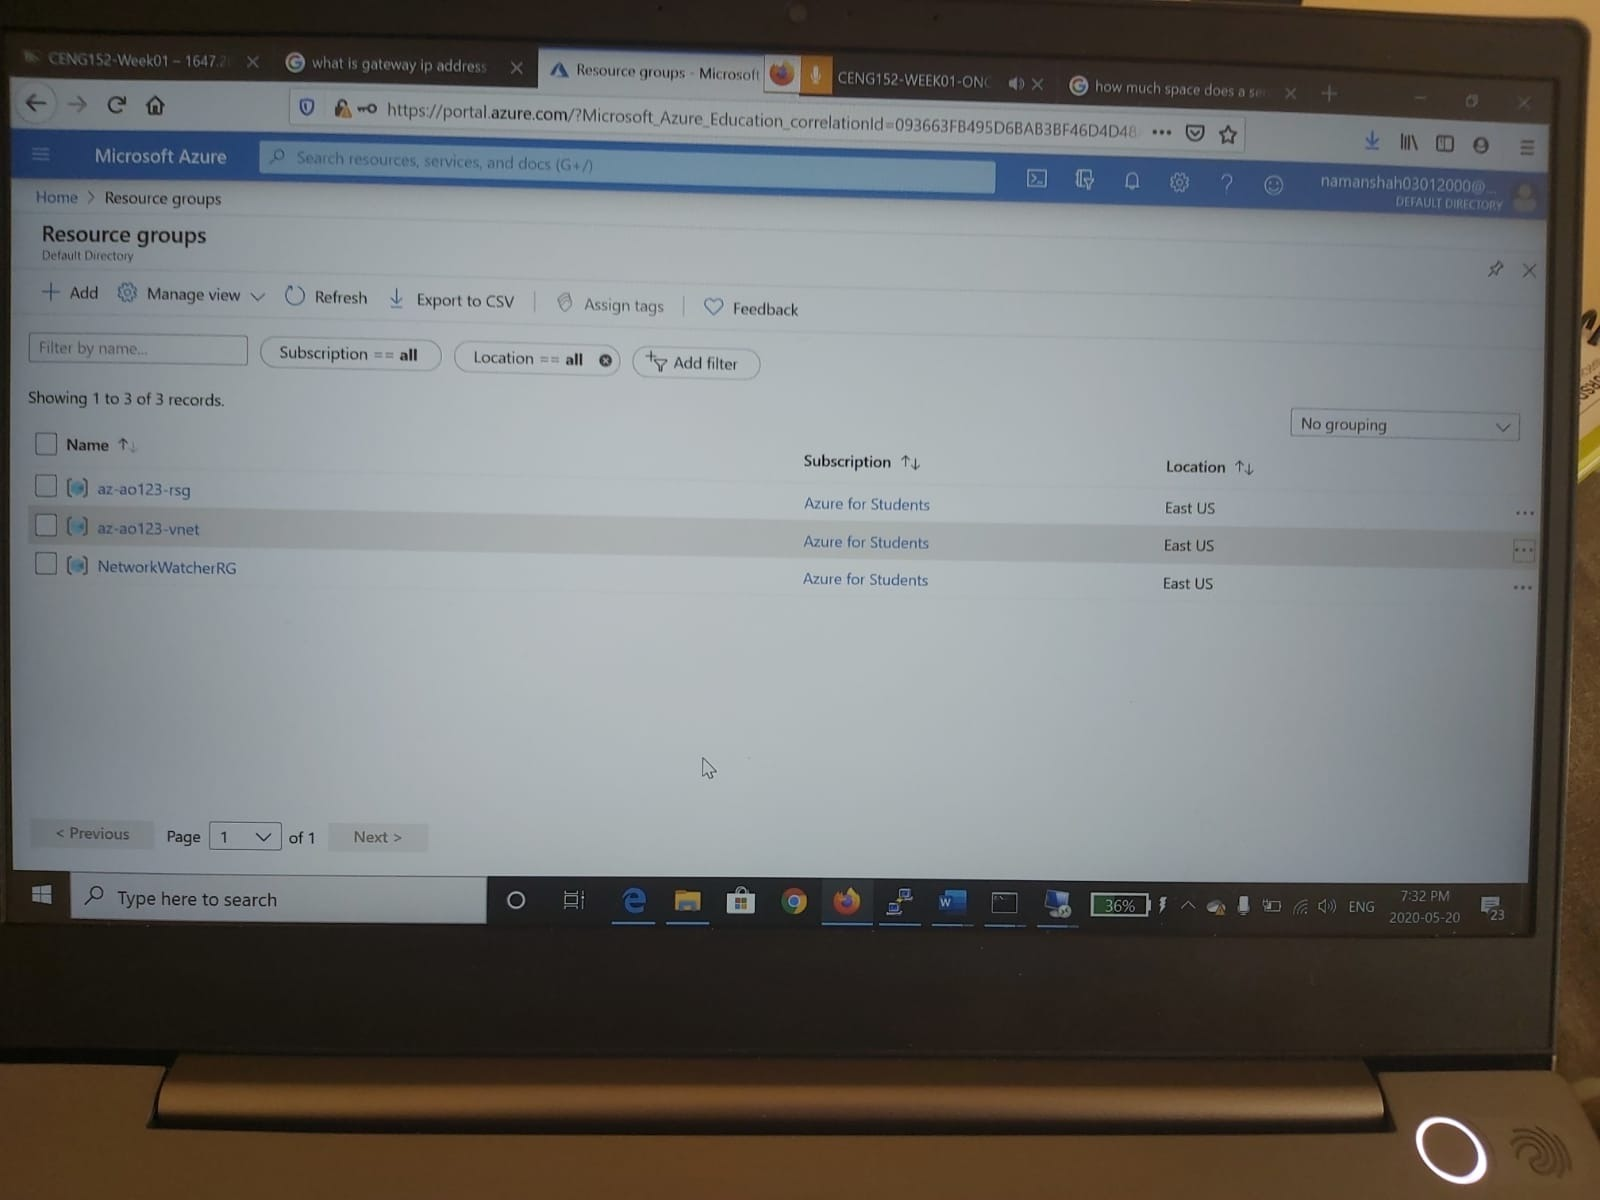 CENG152-Week01 – 1647.2
what is gateway ip address
Resource groups - Microsoft
CENG152-WEEK01-ONC
how much space does a ser
https://portal.azure.com/?Microsoft_Azure_Education_correlationId=093663FB495D6BAB3BF46D4D48
Microsoft Azure
Search resources, services, and docs (G+/)
namanshah03012000@...
DEFAULT DIRECTORY
Home > Resource groups
Resource groups
Default Directory
+ Add
Manage view
Refresh
Export to CSV
Assign tags
Feedback
Filter by name...
Subscription == all
Location == all
Add filter
Showing 1 to 3 of 3 records.
No grouping
Name ↑↓
Subscription ↑↓
Location ↑↓
az-ao123-rsg
Azure for Students
East US
az-ao123-vnet
Azure for Students
East US
NetworkWatcherRG
Azure for Students
East US
< Previous
Page 1 of 1
Next >
Type here to search
36%
ENG
7:32 PM
2020-05-20
23